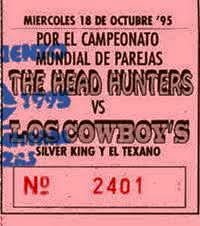 MIERCOLES 18 DE OCTUBRE '95
POR EL CAMPEONATO
MUNDIAL DE PAREJAS
THE HEAD HUNTERS
1995
VS
LOS COWBOY'S
SILVER KING Y EL TEXANO
Nº 2401